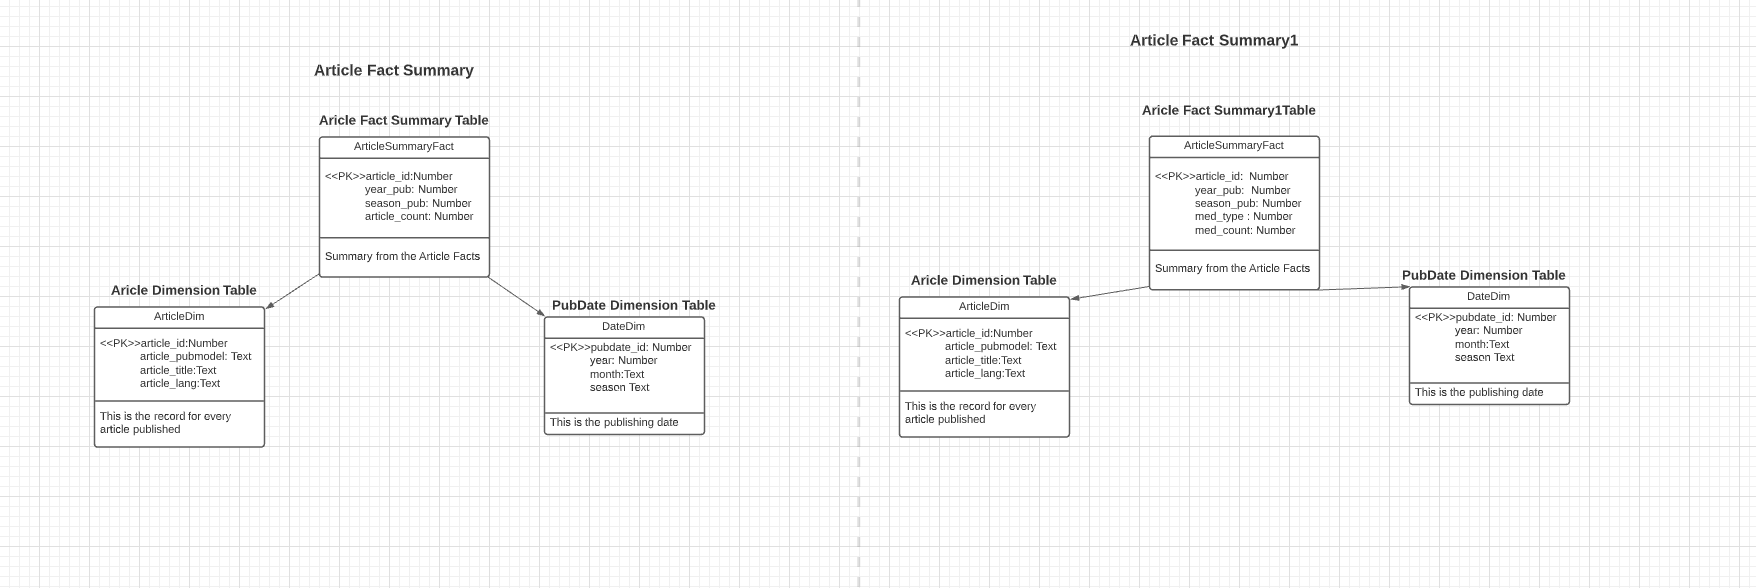 Article Fact Summary
Aricle Fact Summary Table
ArticleSummaryFact
<<PK>>article_id:Number
year_pub: Number
season_pub: Number
article_count: Number
Summary from the Article Facts
Aricle Dimension Table
ArticleDim
<<PK>>article_id:Number
article_pubmodel: Text
article_title:Text
article_lang:Text
This is the record for every
article published
PubDate Dimension Table
DateDim
<<PK>>pubdate_id: Number
year: Number
month:Text
season Text
This is the publishing date
Article Fact Summary1
Aricle Fact Summary1Table
ArticleSummaryFact
<<PK>>article_id:  Number
year_pub:  Number
season_pub: Number
med_type : Number
med_count: Number
Summary from the Article Facts
Aricle Dimension Table
ArticleDim
<<PK>>article_id:Number
article_pubmodel: Text
article_title:Text
article_lang:Text
This is the record for every
article published
PubDate Dimension Table
DateDim
<<PK>>pubdate_id: Number
year: Number
month:Text
season Text
This is the publishing date